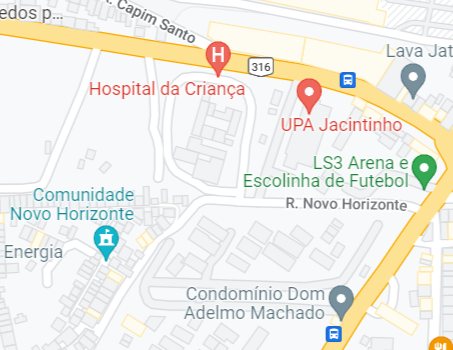 edos p...
Capim Santo
316
Lava Jat
H
Hospital da Criança
UPA Jacintinho
LS3 Arena e
Escolinha de Futebol
Comunidade
Novo Horizonte
R. Novo Horizonte
Energia
Condomínio Dom
Adelmo Machado